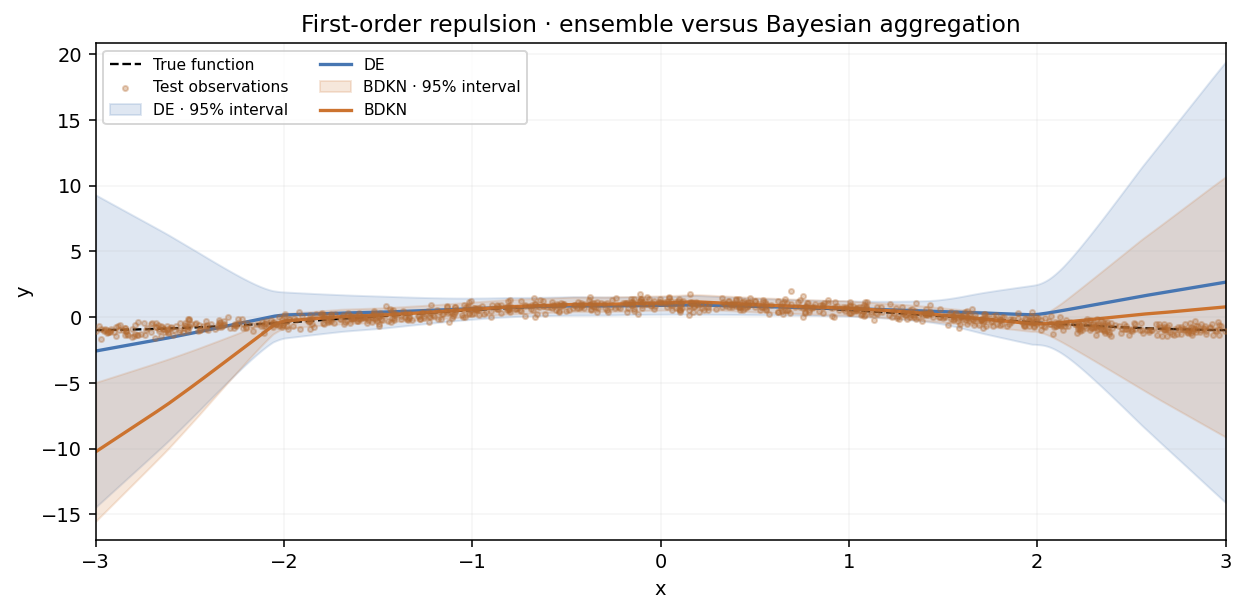 First-order repulsion · ensemble versus Bayesian aggregation
True function
Test observations
DE · 95% interval
DE
BDKN · 95% interval
BDKN
20
15
10
5
0
−5
−10
−15
y
−3
−2
−1
0
1
2
3
x